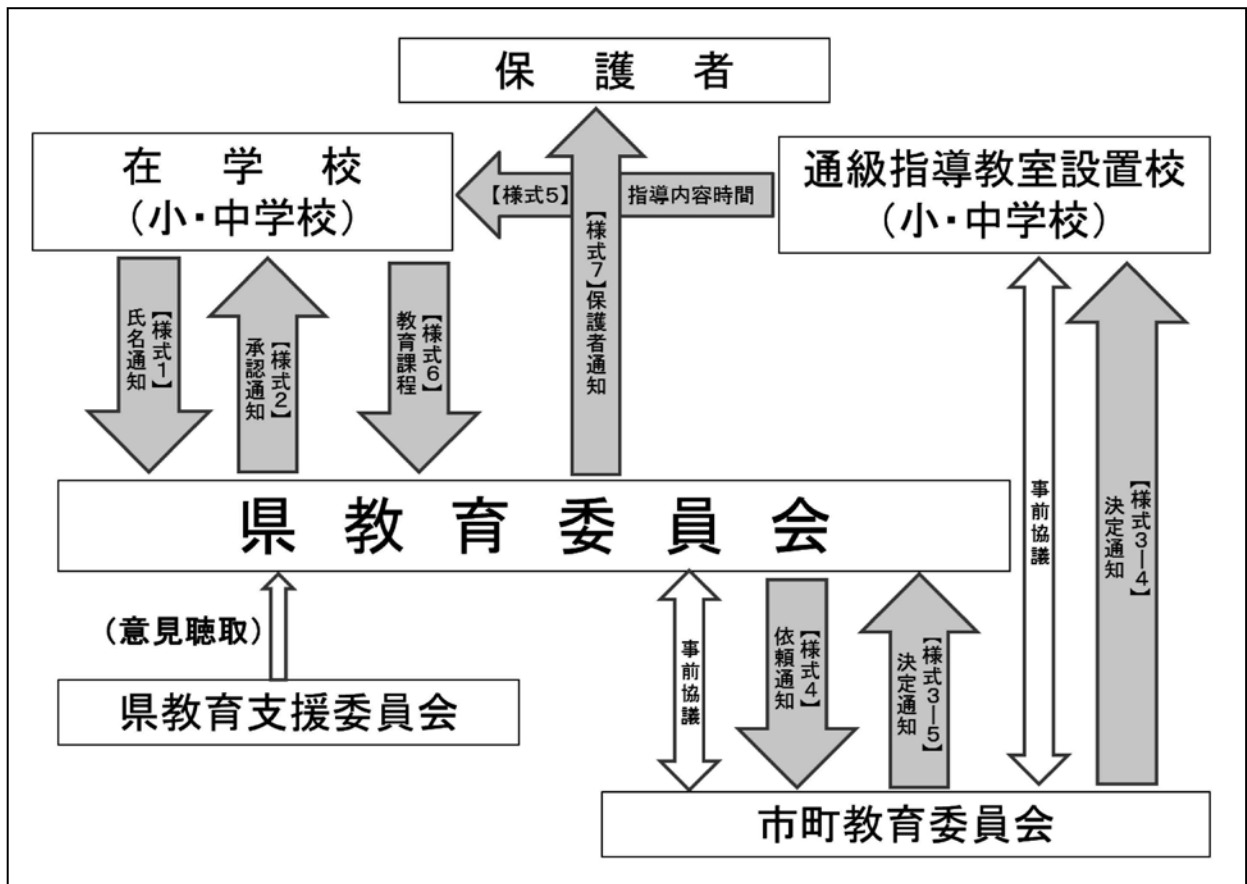 保護者
在学校
（小・中学校）
通級指導教室設置校
（小・中学校）
【様式5】 指導内容時間
【様式1】
氏名通知
【様式2】
承認通知
【様式6】
教育課程
【様式7】保護者通知
県教育委員会
（意見聴取）
県教育支援委員会
事前協議
【様式4】
依頼通知
【様式3―5】
決定通知
事前協議
【様式3―4】
決定通知
市町教育委員会